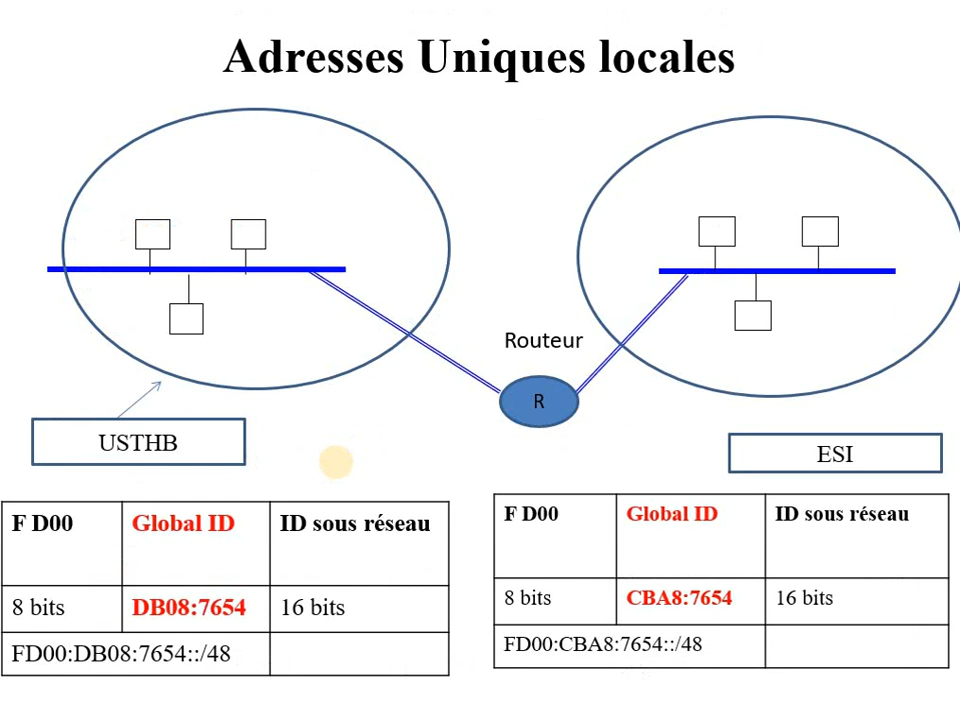 Adresses Uniques locales
Routeur
R
USTHB
ESI
F D00 Global ID ID sous réseau
8 bits DB08:7654 16 bits
FD00:DB08:7654::/48
F D00 Global ID ID sous réseau
8 bits CBA8:7654 16 bits
FD00:CBA8:7654::/48